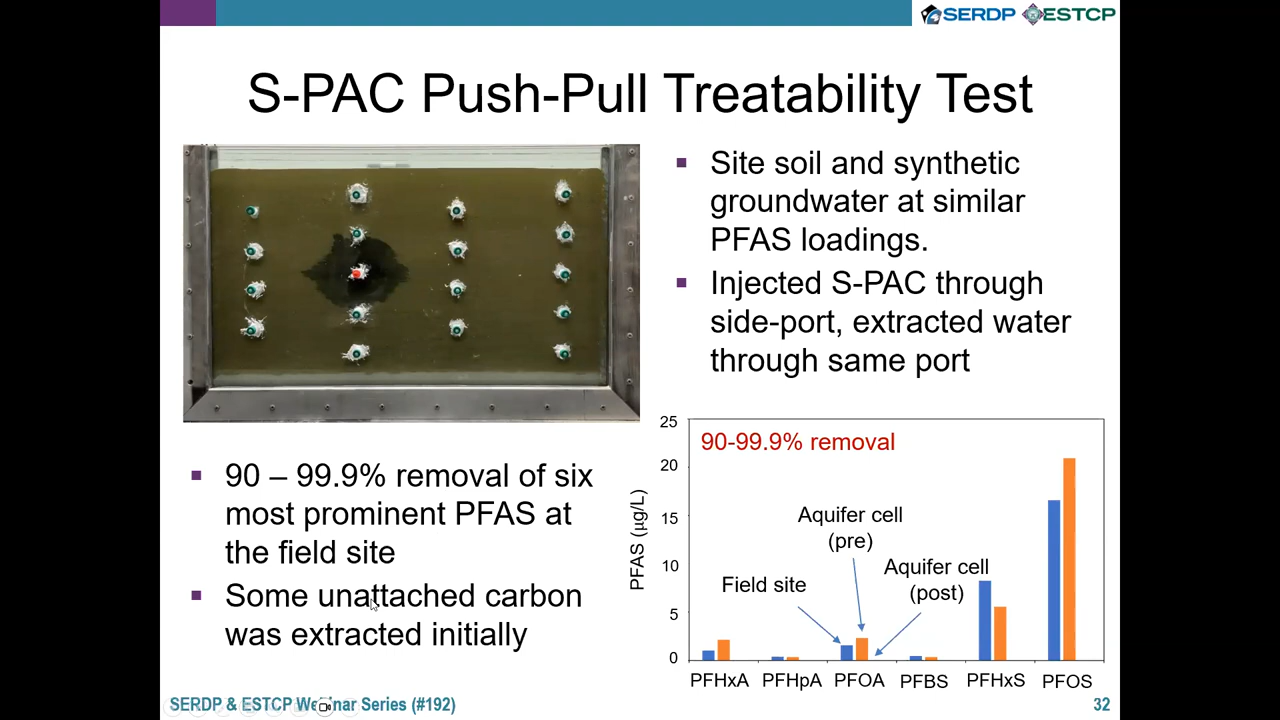 SERDP ESTCP
S-PAC Push-Pull Treatability Test
Site soil and synthetic
groundwater at similar
PFAS loadings.
Injected S-PAC through
side-port, extracted water
through same port
90 – 99.9% removal of six
most prominent PFAS at
the field site
Some unattached carbon
was extracted initially
90-99.9% removal
PFAS (µg/L)
25
20
15
10
5
0
Aquifer cell
(pre)
Aquifer cell
(post)
Field site
PFHxA PFHpA PFOA PFBS PFHxS PFOS
SERDP & ESTCP Webinar Series (#192)
32